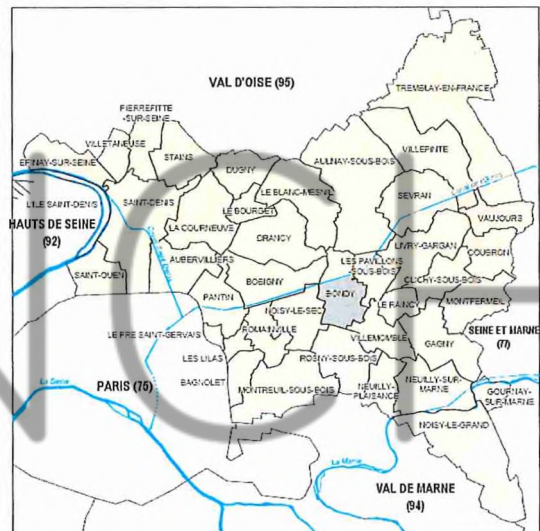 VAL D'OISE (95)
TREMBLAY-EN-FRANCE
PIERREFITTE
-SUR-SEINE
VILLETANEUSE
STAINS
EPINAY-SUR-SEINE
DUGNY
AULNAY-SOUS-BOIS
VILLEPINTE
L'ILE SAINT-DENIS
SAINT-DENIS
LE BLANC-MESNIL
SEVRAN
LE BOURGET
VAUJOURS
HAUTS DE SEINE
(92)
LA COURNEUVE
DRANCY
LIVRY-GARGAN
COUBRON
AUBERVILLIERS
LES PAVILLONS
-SOUS-BOIS
SAINT-OUEN
BOBIGNY
CLICHY-SOUS-BOIS
PANTIN
BONDY
LE RAINCY
MONTFERMEIL
NOISY-LE-SEC
LE PRE SAINT-GERVAIS
ROMAINVILLE
VILLEMOMBLE
GAGNY
SEINE ET MARNE
(77)
LES LILAS
ROSNY-SOUS-BOIS
La Seine
PARIS (75)
BAGNOLET
MONTREUIL-SOUS-BOIS
NEUILLY-
PLAISANCE
NEUILLY-SUR-
MARNE
GOURNAY-
SUR-MARNE
NOISY-LE-GRAND
La Marne
VAL DE MARNE
(94)